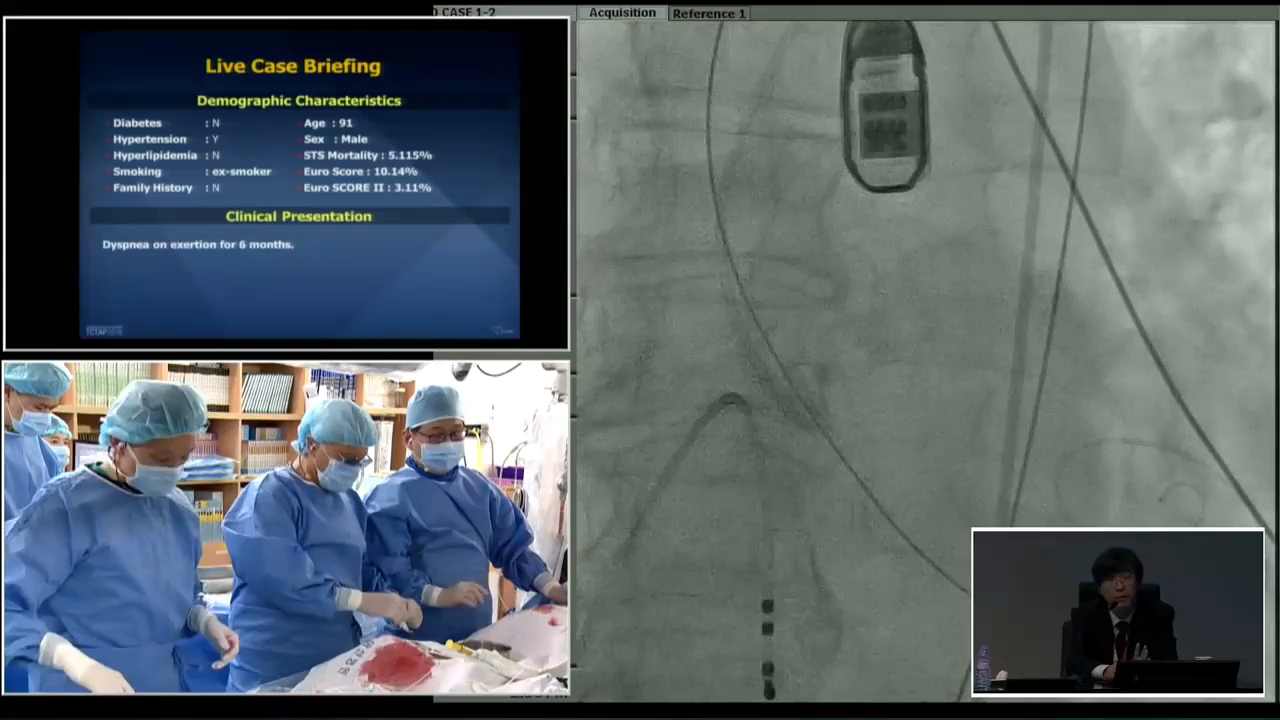 D CASE 1-2
Acquisition
Reference 1
Live Case Briefing
Demographic Characteristics
Diabetes : N
Age : 91
Hypertension : Y
Sex : Male
Hyperlipidemia : N
STS Mortality : 5.115%
Smoking : ex-smoker
Euro Score : 10.14%
Family History : N
Euro SCORE II : 3.11%
Clinical Presentation
Dyspnea on exertion for 6 months.